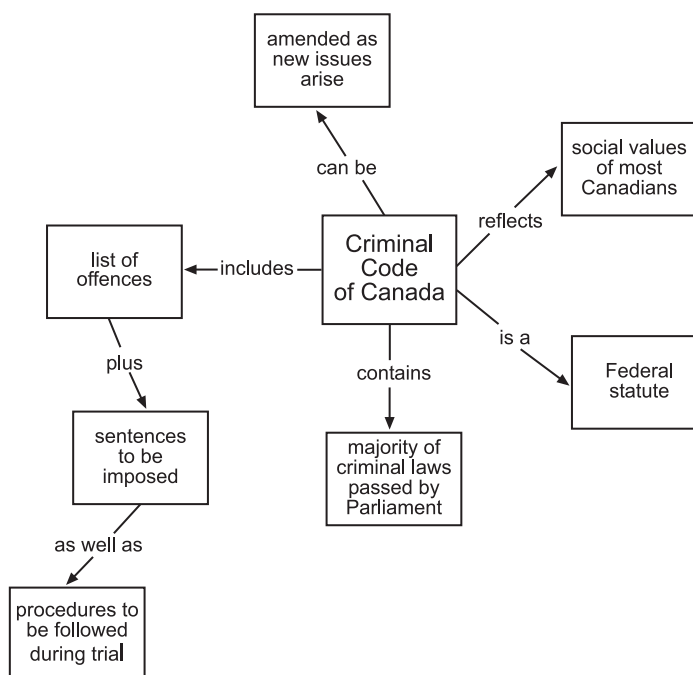 amended as
new issues
arise
can be
social values
of most
Canadians
reflects
Criminal
Code
of Canada
includes
list of
offences
is a
Federal
statute
plus
contains
sentences
to be
imposed
majority of
criminal laws
passed by
Parliament
as well as
procedures to
be followed
during trial